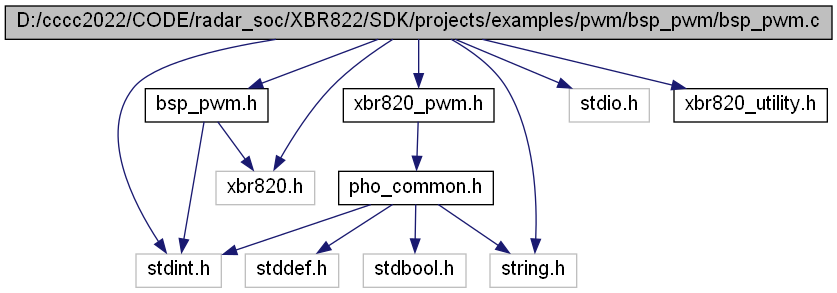 D:/cccc2022/CODE/radar_soc/XBR822/SDK/projects/examples/pwm/bsp_pwm/bsp_pwm.c
bsp_pwm.h
xbr820_pwm.h
stdio.h
xbr820_utility.h
xbr820.h
pho_common.h
stdint.h
stddef.h
stdbool.h
string.h